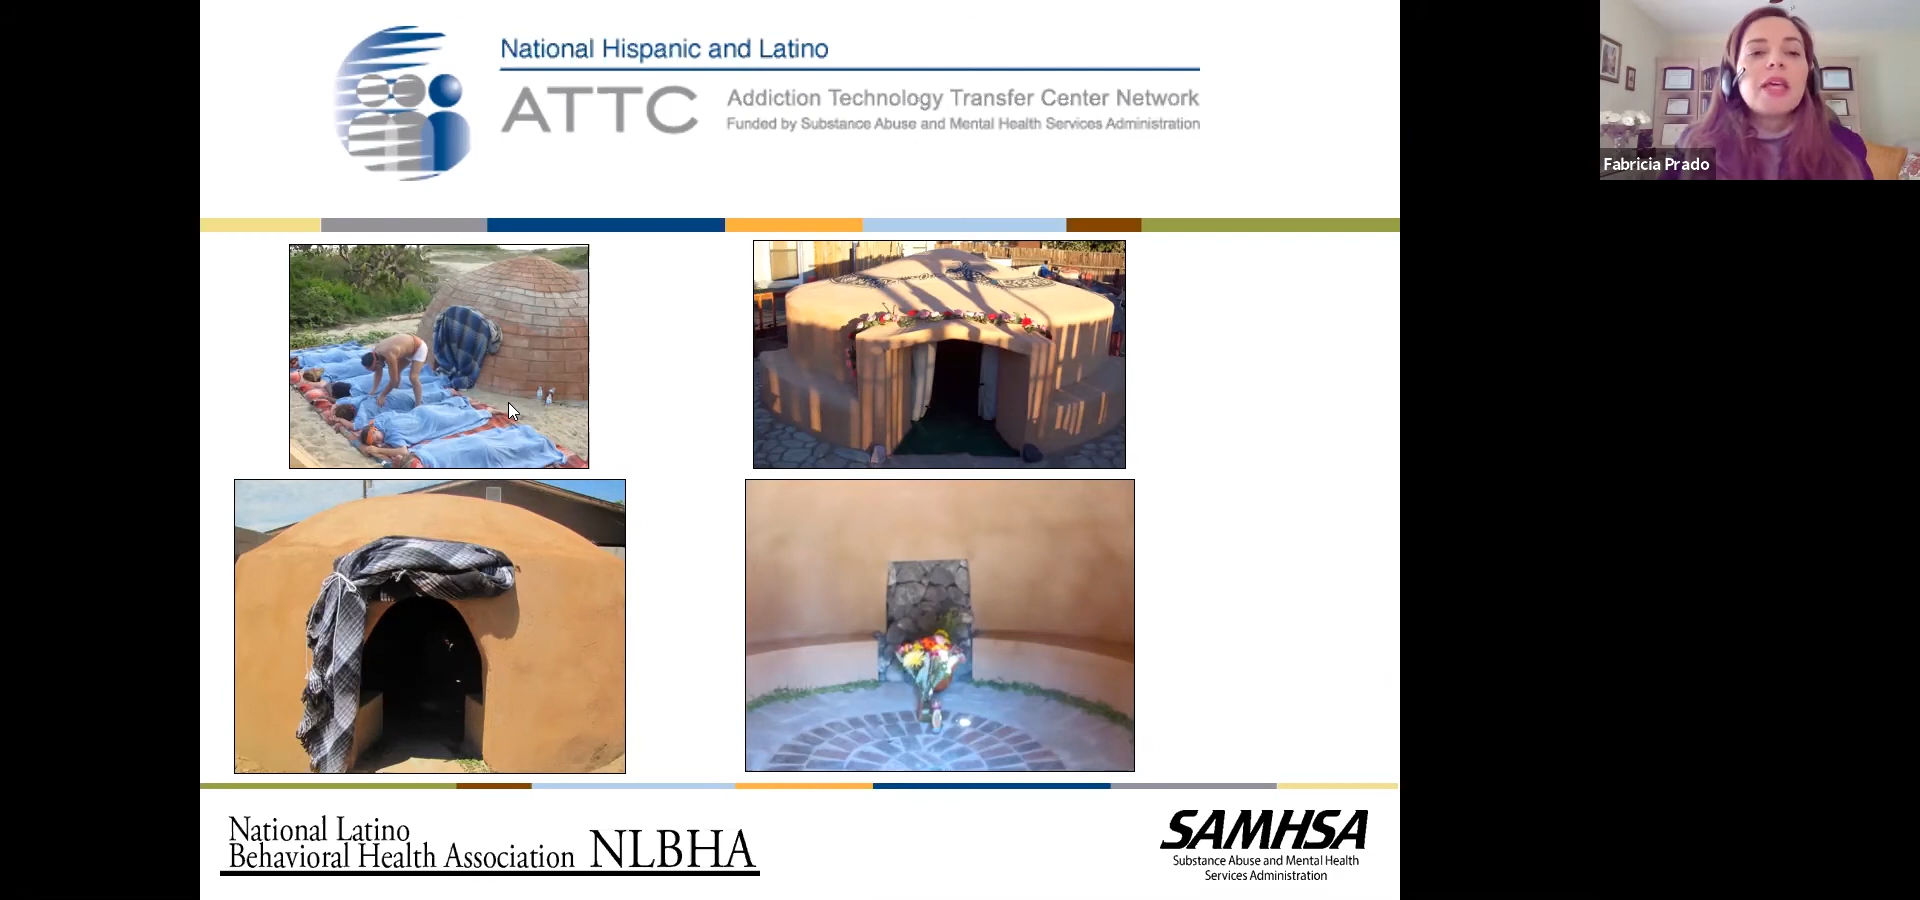 National Hispanic and Latino
ATTC
Addiction Technology Transfer Center Network
Funded by Substance Abuse and Mental Health Services Administration
Fabricia Prado
National Latino
Behavioral Health Association NLBHA
SAMHSA
Substance Abuse and Mental Health
Services Administration